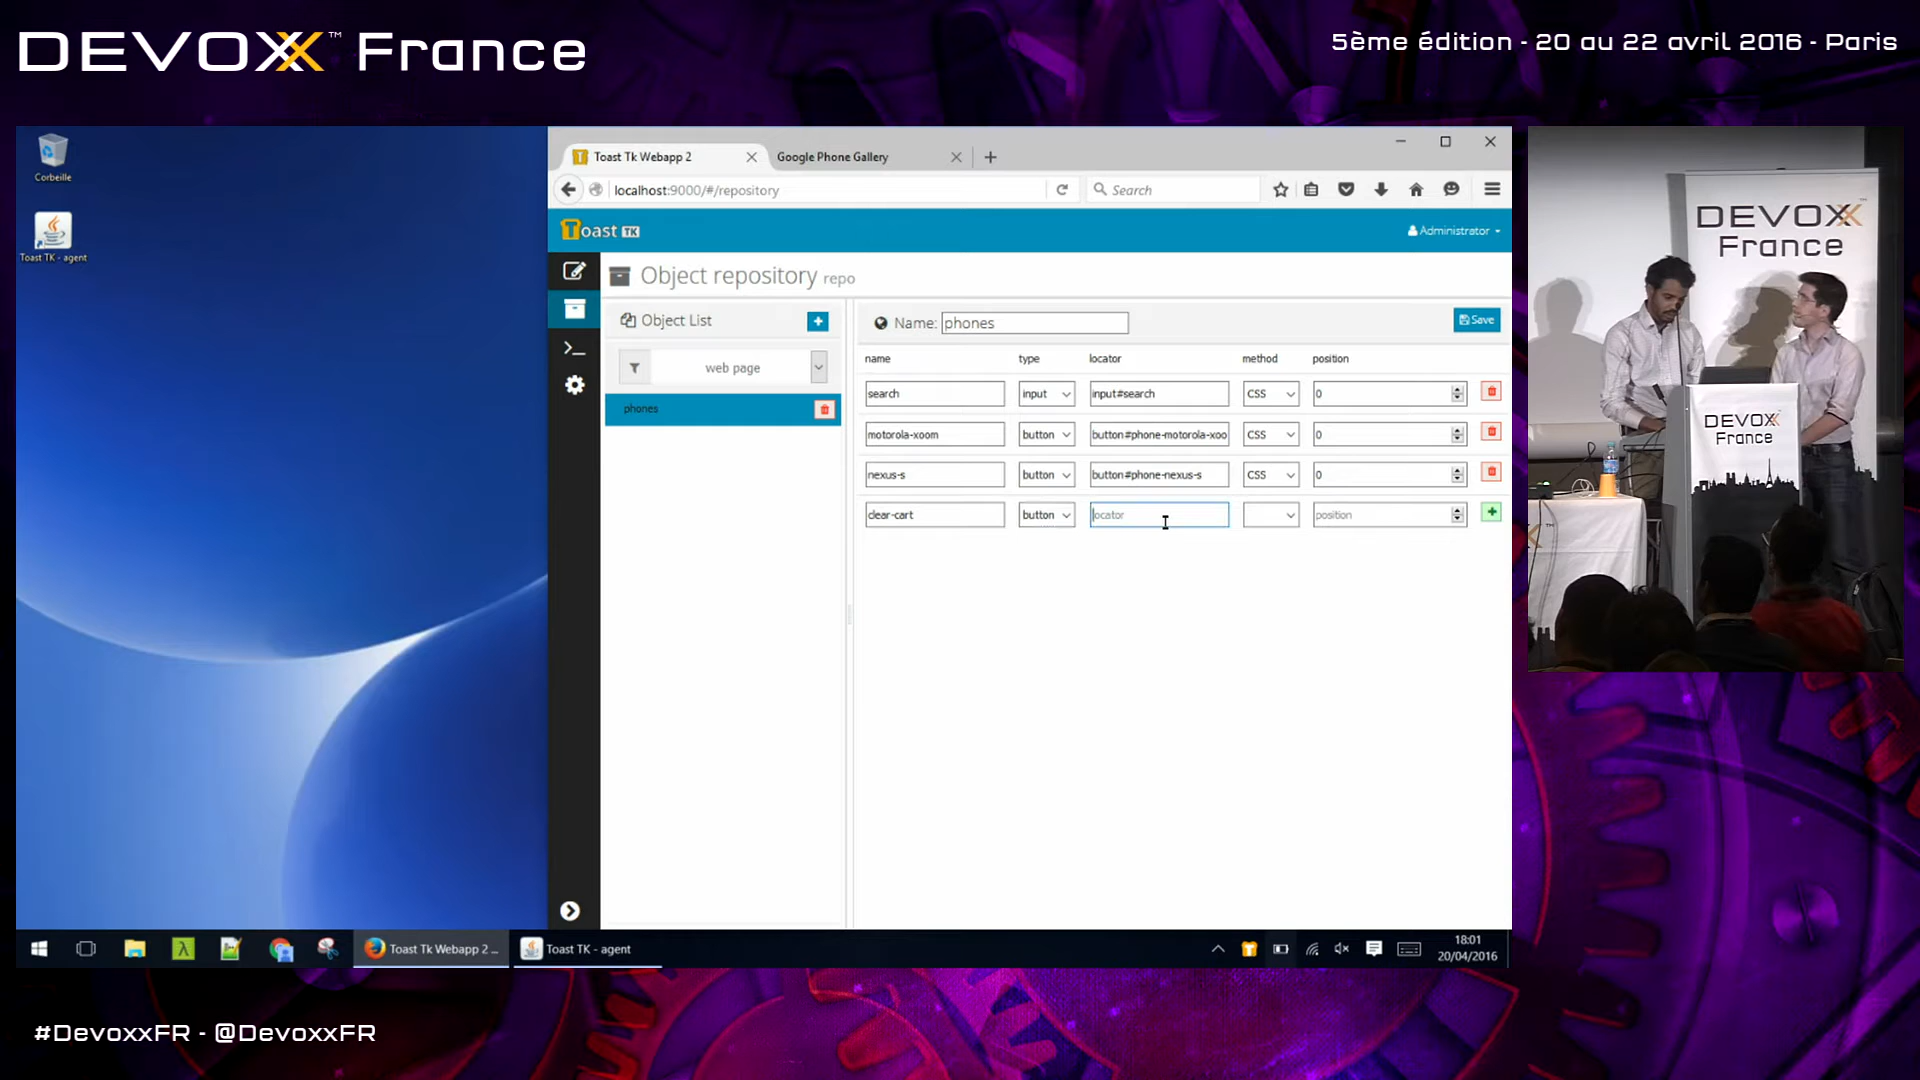 DEVOXX™ France
5ème édition - 20 au 22 avril 2016 - Paris
Corbeille
Toast TK - agent
Toast Tk Webapp 2
Google Phone Gallery
localhost:9000/#/repository
Search
Toast TK
Administrator
Object repository repo
Object List
web page
phones
Name: phones
Save
name type locator method position
search input input#search CSS 0
motorola-xoom button button#phone-motorola-xoo CSS 0
nexus-s button button#phone-nexus-s CSS 0
clear-cart button locator position
Toast Tk Webapp 2 ...
Toast TK - agent
18:01
20/04/2016
DEVOXX
France
DEVOXX
France
#DevoxxFR - @DevoxxFR